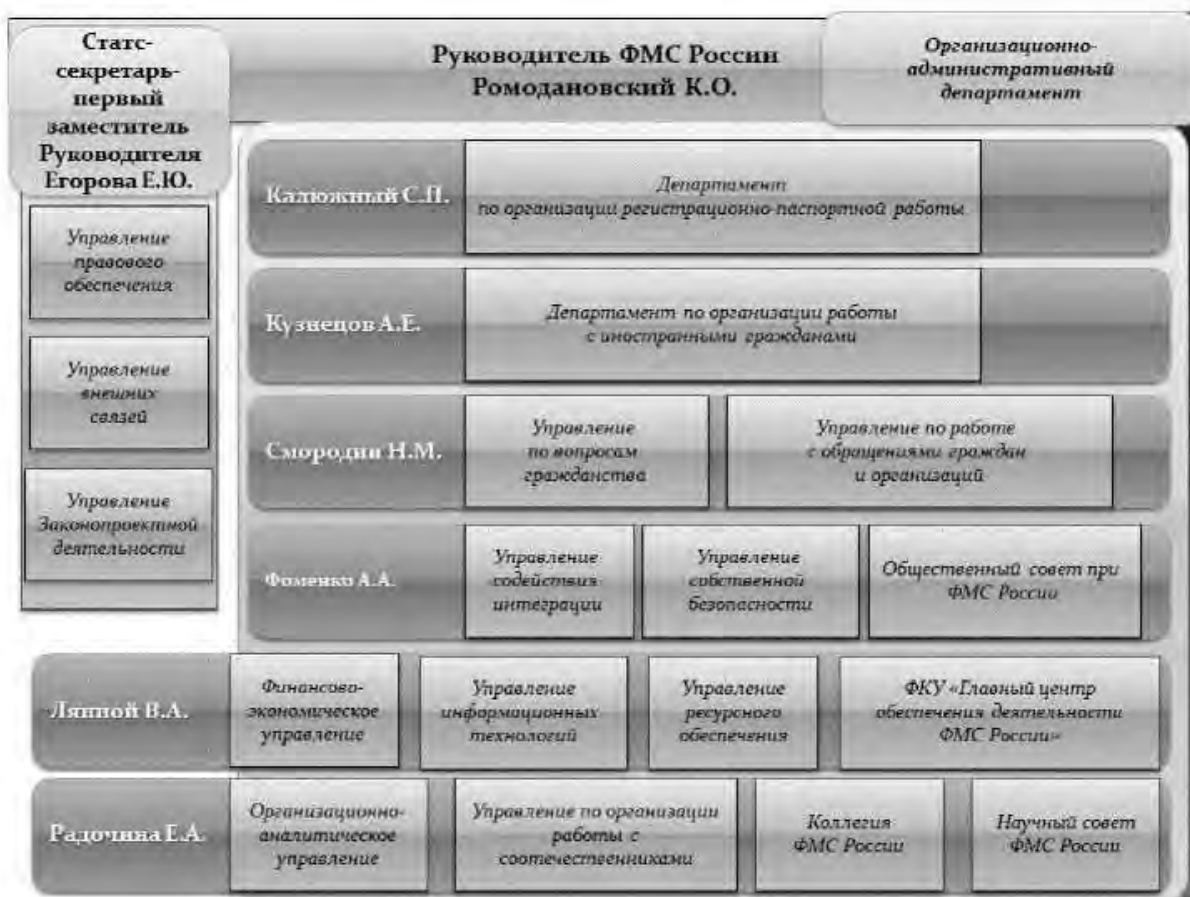 Статс-
секретарь-
первый
заместитель
Руководителя
Егорова Е.Ю.
Руководитель ФМС России
Ромодановский К.О.
Организационно-
административный
департамент
Управление
правового
обеспечения
Управление
внешних
связей
Управление
Законопроектной
деятельности
Калюжный С.П.
Департамент
по организации регистрационно-паспортной работы
Кузнецов А.Е.
Департамент по организации работы
с иностранными гражданами
Смородин Н.М.
Управление
по вопросам
гражданства
Управление по работе
с обращениями граждан
и организаций
Фоменко А.А.
Управление
содействия
интеграции
Управление
собственной
безопасности
Общественный совет при
ФМС России
Лянной В.А.
Финансово-
экономическое
управление
Управление
информационных
технологий
Управление
ресурсного
обеспечения
ФКУ «Главный центр
обеспечения деятельности
ФМС России»
Радочина Е.А.
Организационно-
аналитическое
управление
Управление по организации
работы с
соотечественниками
Коллегия
ФМС России
Научный совет
ФМС России